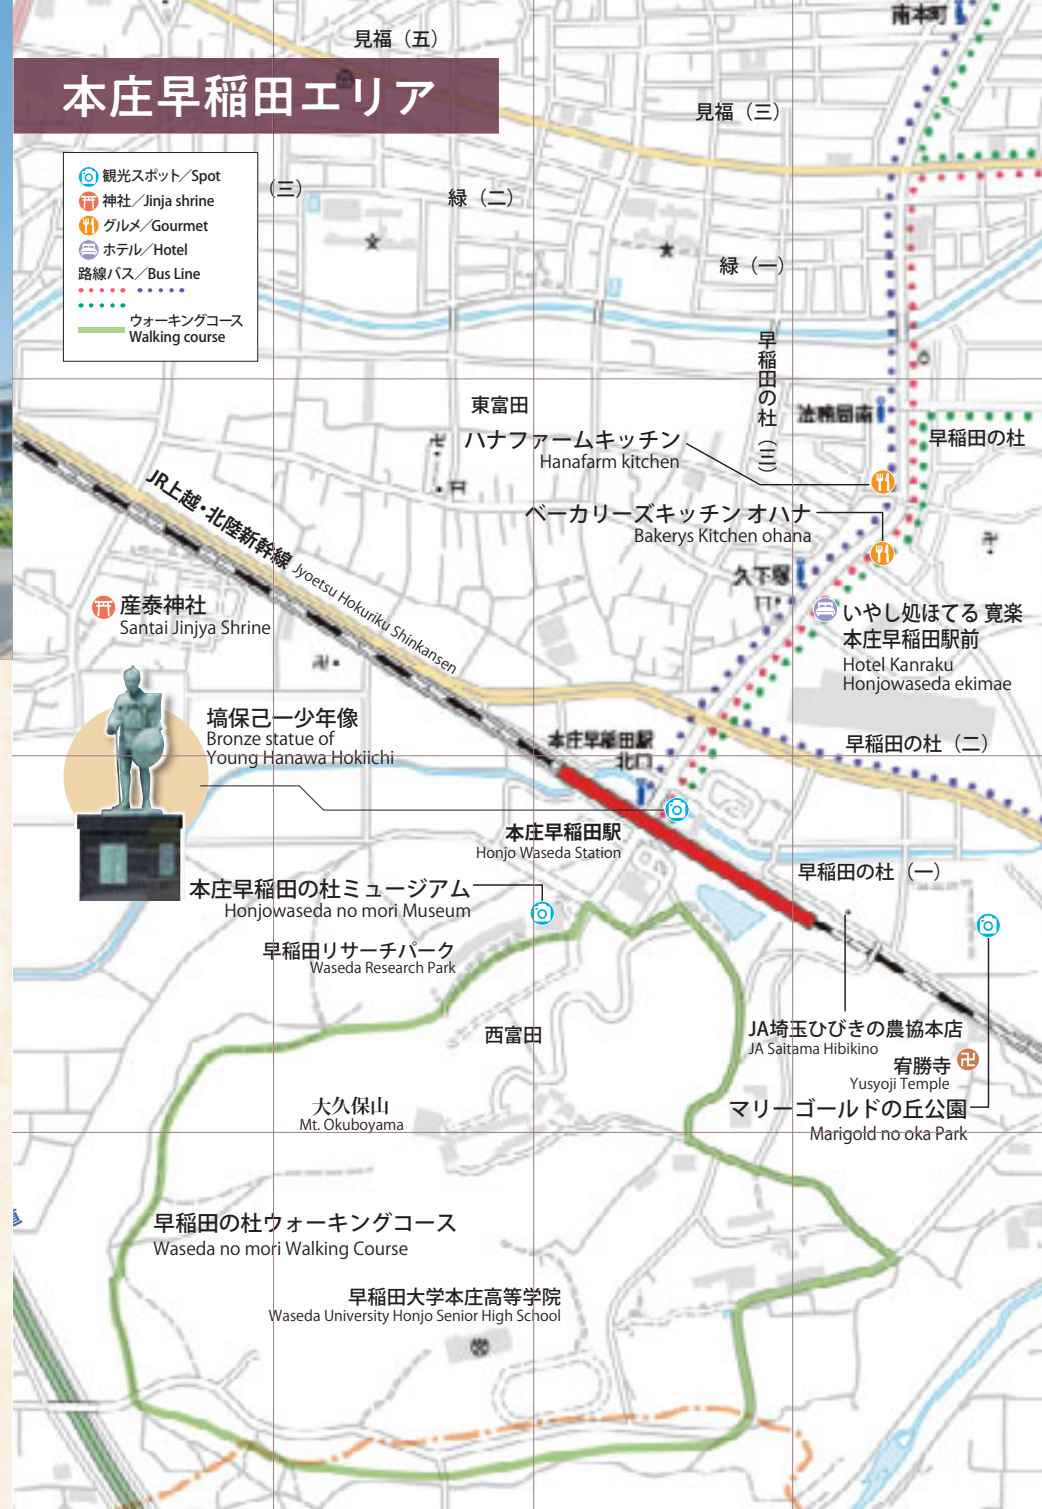 南本町
見福（五）
本庄早稲田エリア
見福（三）
観光スポット／Spot
神社／Jinja shrine
グルメ／Gourmet
ホテル／Hotel
路線バス／Bus Line
ウォーキングコース
Walking course
（三）
緑（二）
緑（一）
早稲田の杜（三）
東富田
法務局南
早稲田の杜
ハナファームキッチン
Hanafarm kitchen
JR上越・北陸新幹線 Jyoetsu Hokuriku Shinkansen
ベーカリーズキッチン オハナ
Bakerys Kitchen ohana
久下塚
産泰神社
Santai Jinjya Shrine
いやし処ほてる 寛楽
本庄早稲田駅前
Hotel Kanraku
Honjowaseda ekimae
塙保己一少年像
Bronze statue of
Young Hanawa Hokiichi
本庄早稲田駅
北口
早稲田の杜（二）
本庄早稲田駅
Honjo Waseda Station
早稲田の杜（一）
本庄早稲田の杜ミュージアム
Honjowaseda no mori Museum
早稲田リサーチパーク
Waseda Research Park
西富田
JA埼玉ひびきの農協本店
JA Saitama Hibikino
宥勝寺
Yusyoji Temple
大久保山
Mt. Okuboyama
マリーゴールドの丘公園
Marigold no oka Park
早稲田の杜ウォーキングコース
Waseda no mori Walking Course
早稲田大学本庄高等学院
Waseda University Honjo Senior High School